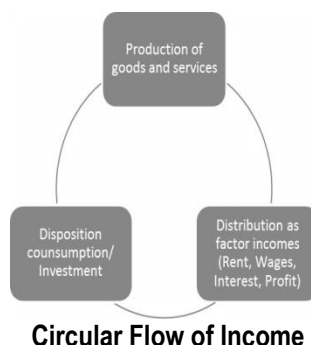 Production of
goods and services
Disposition
counsumption/
Investment
Distribution as
factor incomes
(Rent, Wages,
Interest, Profit)
Circular Flow of Income